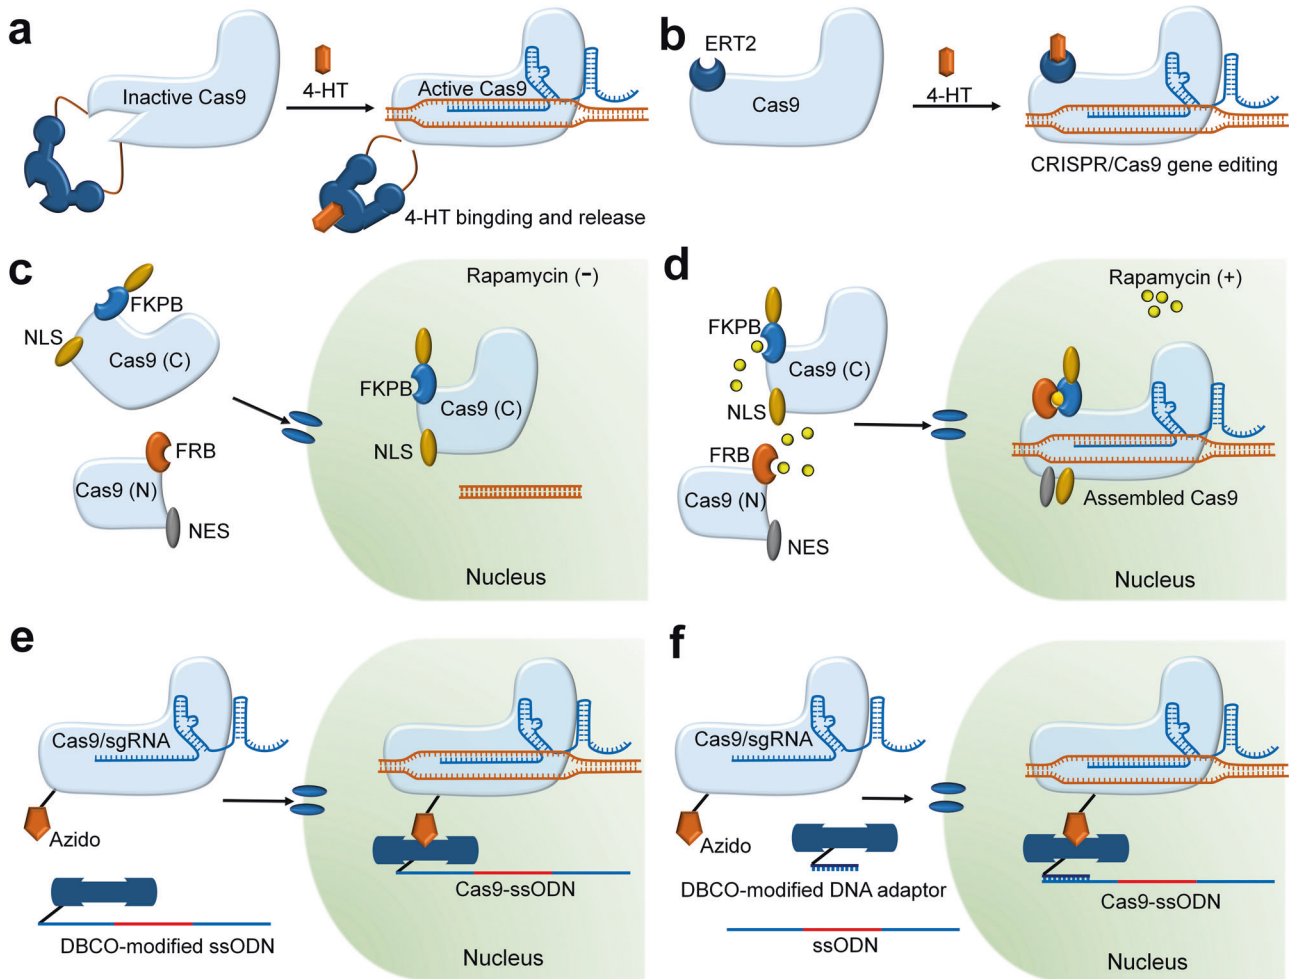 a
Inactive Cas9
4-HT
Active Cas9
4-HT bingding and release
b
ERT2
Cas9
4-HT
CRISPR/Cas9 gene editing
c
FKPB
NLS
Cas9 (C)
FRB
Cas9 (N)
NES
Rapamycin (-)
FKPB
Cas9 (C)
NLS
Nucleus
d
FKPB
Cas9 (C)
NLS
FRB
Cas9 (N)
NES
Rapamycin (+)
Assembled Cas9
Nucleus
e
Cas9/sgRNA
Azido
DBCO-modified ssODN
Cas9-ssODN
Nucleus
f
Cas9/sgRNA
Azido
DBCO-modified DNA adaptor
ssODN
Cas9-ssODN
Nucleus